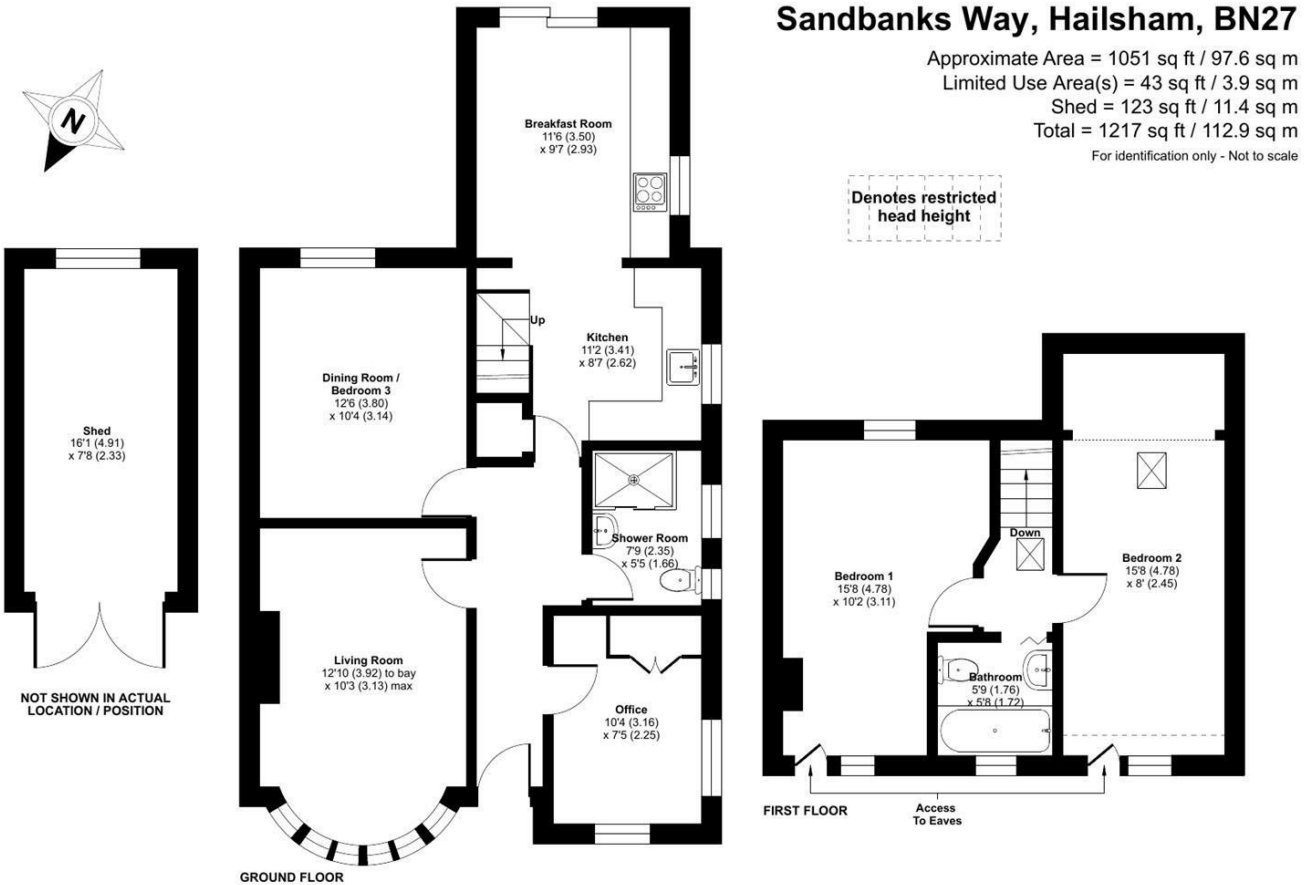 Sandbanks Way, Hailsham, BN27
Approximate Area = 1051 sq ft / 97.6 sq m
Limited Use Area(s) = 43 sq ft / 3.9 sq m
Shed = 123 sq ft / 11.4 sq m
Total = 1217 sq ft / 112.9 sq m
For identification only - Not to scale
Denotes restricted
head height
N
Breakfast Room
11'6 (3.50)
x 9'7 (2.93)
Up
Kitchen
11'2 (3.41)
x 8'7 (2.62)
Dining Room /
Bedroom 3
12'6 (3.80)
x 10'4 (3.14)
Shed
16'1 (4.91)
x 7'8 (2.33)
NOT SHOWN IN ACTUAL
LOCATION / POSITION
Shower Room
7'9 (2.35)
x 5'5 (1.66)
Living Room
12'10 (3.92) to bay
x 10'3 (3.13) max
Office
10'4 (3.16)
x 7'5 (2.25)
GROUND FLOOR
Down
Bedroom 1
15'8 (4.78)
x 10'2 (3.11)
Bedroom 2
15'8 (4.78)
x 8' (2.45)
Bathroom
5'9 (1.76)
x 5'8 (1.72)
FIRST FLOOR
Access
To Eaves